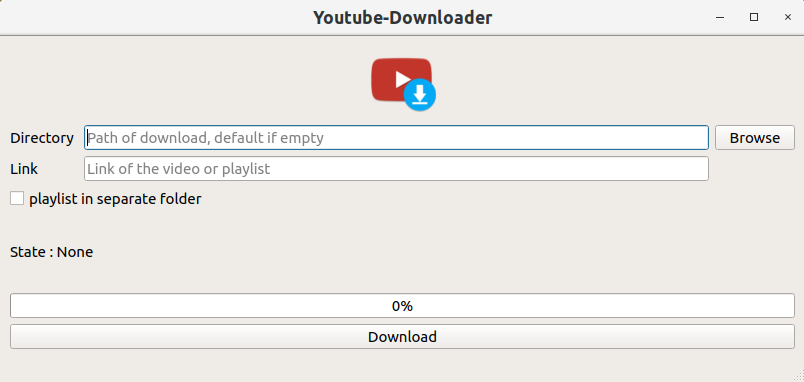 Youtube-Downloader
Directory Path of download, default if empty Browse
Link Link of the video or playlist
playlist in separate folder
State : None
0%
Download